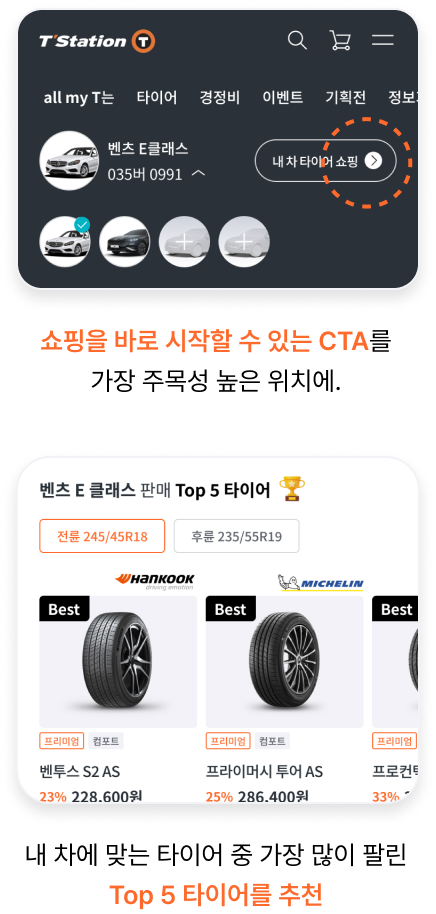 T'Station T
all my T는 타이어 경정비 이벤트 기획전 정보
벤츠 E클래스
035버 0991
내 차 타이어 쇼핑
쇼핑을 바로 시작할 수 있는 CTA를
가장 주목성 높은 위치에.
벤츠 E 클래스 판매 Top 5 타이어
전륜 245/45R18 후륜 235/55R19
HANKOOK
driving emotion
MICHELIN
Best Best Best
프리미엄 컴포트 프리미엄 컴포트 프리미엄
벤투스 S2 AS 프라이머시 투어 AS 프로컨택
23% 228,600원 25% 286,400원 33%
내 차에 맞는 타이어 중 가장 많이 팔린
Top 5 타이어를 추천